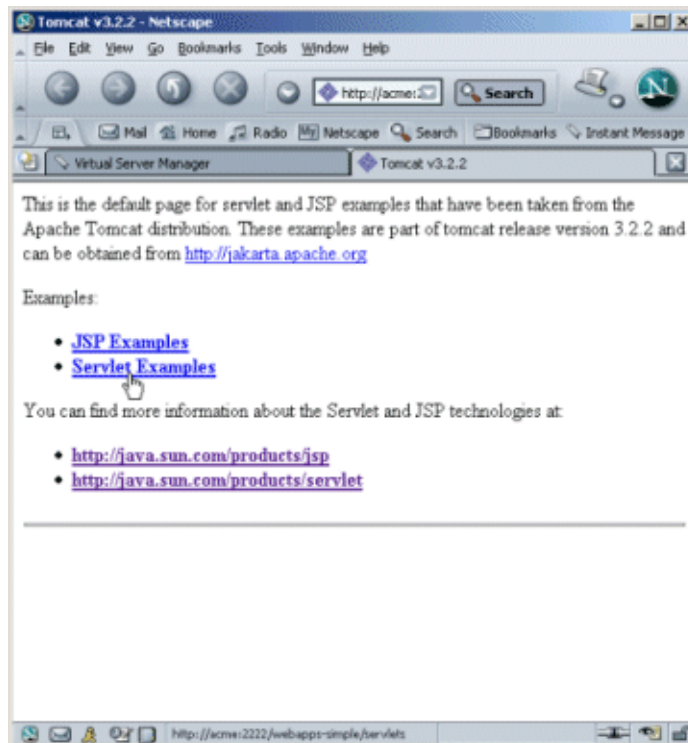 Tomcat v3.2.2 - Netscape
File Edit View Go Bookmarks Tools Window Help
http://acme:2 Search
Mail Home Radio My Netscape Search Bookmarks Instant Message
Virtual Server Manager Tomcat v3.2.2
This is the default page for servlet and JSP examples that have been taken from the
Apache Tomcat distribution. These examples are part of tomcat release version 3.2.2 and
can be obtained from http://jakarta.apache.org
Examples:
• JSP Examples
• Servlet Examples
You can find more information about the Servlet and JSP technologies at:
• http://java.sun.com/products/jsp
• http://java.sun.com/products/servlet
http://acme:2222/webapps-simple/servlets